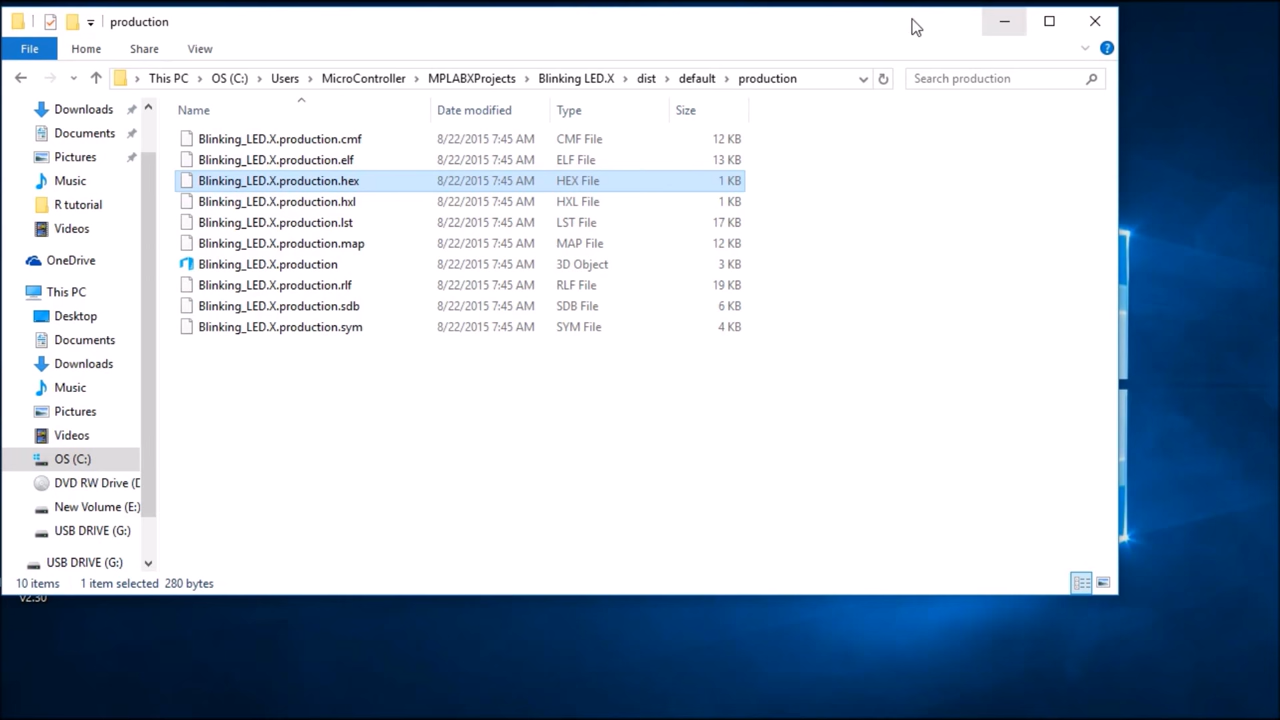 production
File Home Share View
This PC OS (C:) Users MicroController MPLABXProjects Blinking LED.X dist default production Search production
Downloads
Documents
Pictures
Music
R tutorial
Videos
OneDrive
This PC
Desktop
Documents
Downloads
Music
Pictures
Videos
OS (C:)
DVD RW Drive (D
New Volume (E:)
USB DRIVE (G:)
USB DRIVE (G:)
Name Date modified Type Size
Blinking_LED.X.production.cmf 8/22/2015 7:45 AM CMF File 12 KB
Blinking_LED.X.production.elf 8/22/2015 7:45 AM ELF File 13 KB
Blinking_LED.X.production.hex 8/22/2015 7:45 AM HEX File 1 KB
Blinking_LED.X.production.hxl 8/22/2015 7:45 AM HXL File 1 KB
Blinking_LED.X.production.lst 8/22/2015 7:45 AM LST File 17 KB
Blinking_LED.X.production.map 8/22/2015 7:45 AM MAP File 12 KB
Blinking_LED.X.production 8/22/2015 7:45 AM 3D Object 3 KB
Blinking_LED.X.production.rlf 8/22/2015 7:45 AM RLF File 19 KB
Blinking_LED.X.production.sdb 8/22/2015 7:45 AM SDB File 6 KB
Blinking_LED.X.production.sym 8/22/2015 7:45 AM SYM File 4 KB
10 items 1 item selected 280 bytes
v2.30